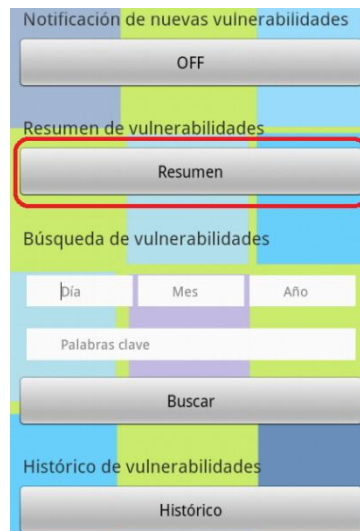 Notificación de nuevas vulnerabilidades
OFF
Resumen de vulnerabilidades
Resumen
Búsqueda de vulnerabilidades
Día Mes Año
Palabras clave
Buscar
Histórico de vulnerabilidades
Histórico